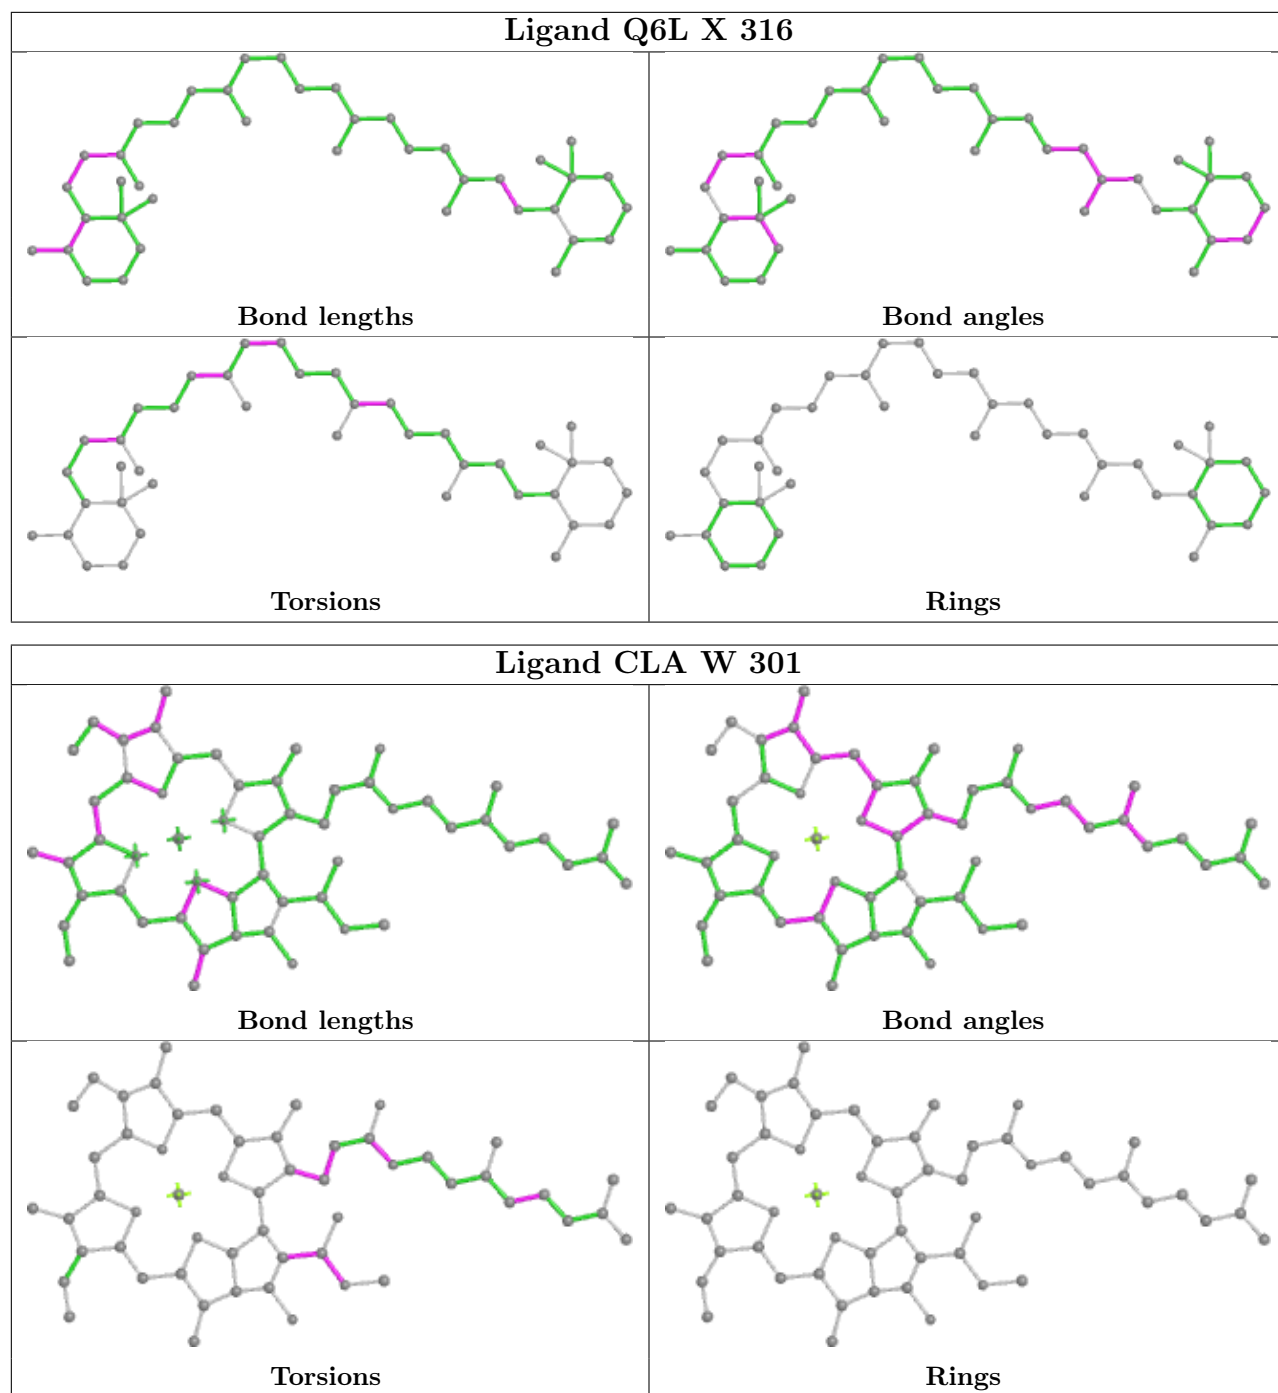 Ligand Q6L X 316
Bond lengths
Bond angles
Torsions
Rings
Ligand CLA W 301
Bond lengths
Bond angles
Torsions
Rings